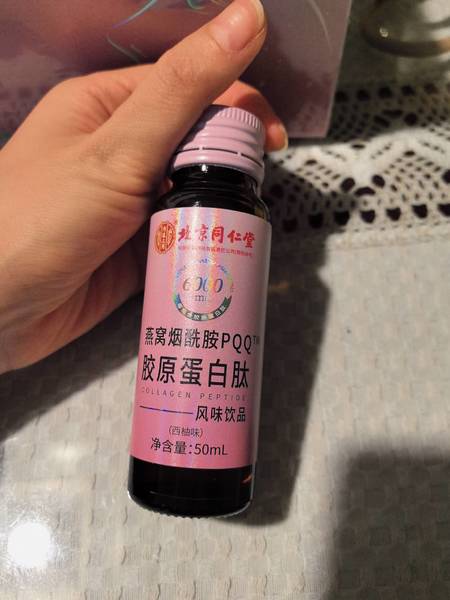 北京同仁堂
6000
mg
燕窝烟酰胺PQQ™
胶原蛋白肽
COLLAGEN PEPTIDE
风味饮品
(西柚味)
净含量:50mL